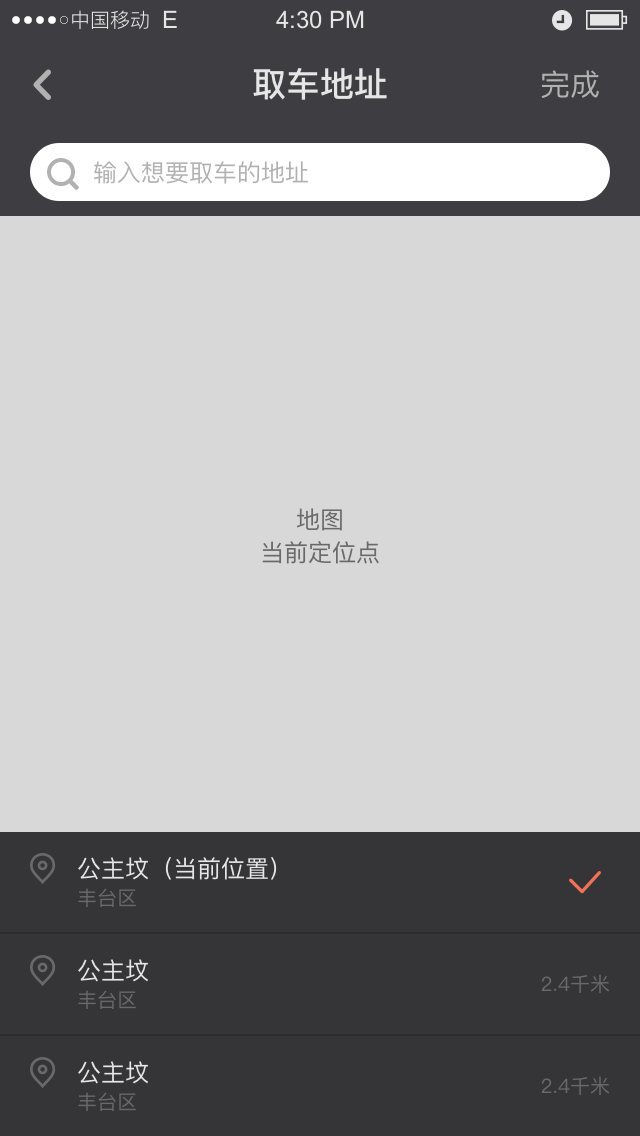 中国移动 E 4:30 PM
取车地址 完成
输入想要取车的地址
地图
当前定位点
公主坟（当前位置）
丰台区
公主坟
丰台区
2.4千米
公主坟
丰台区
2.4千米